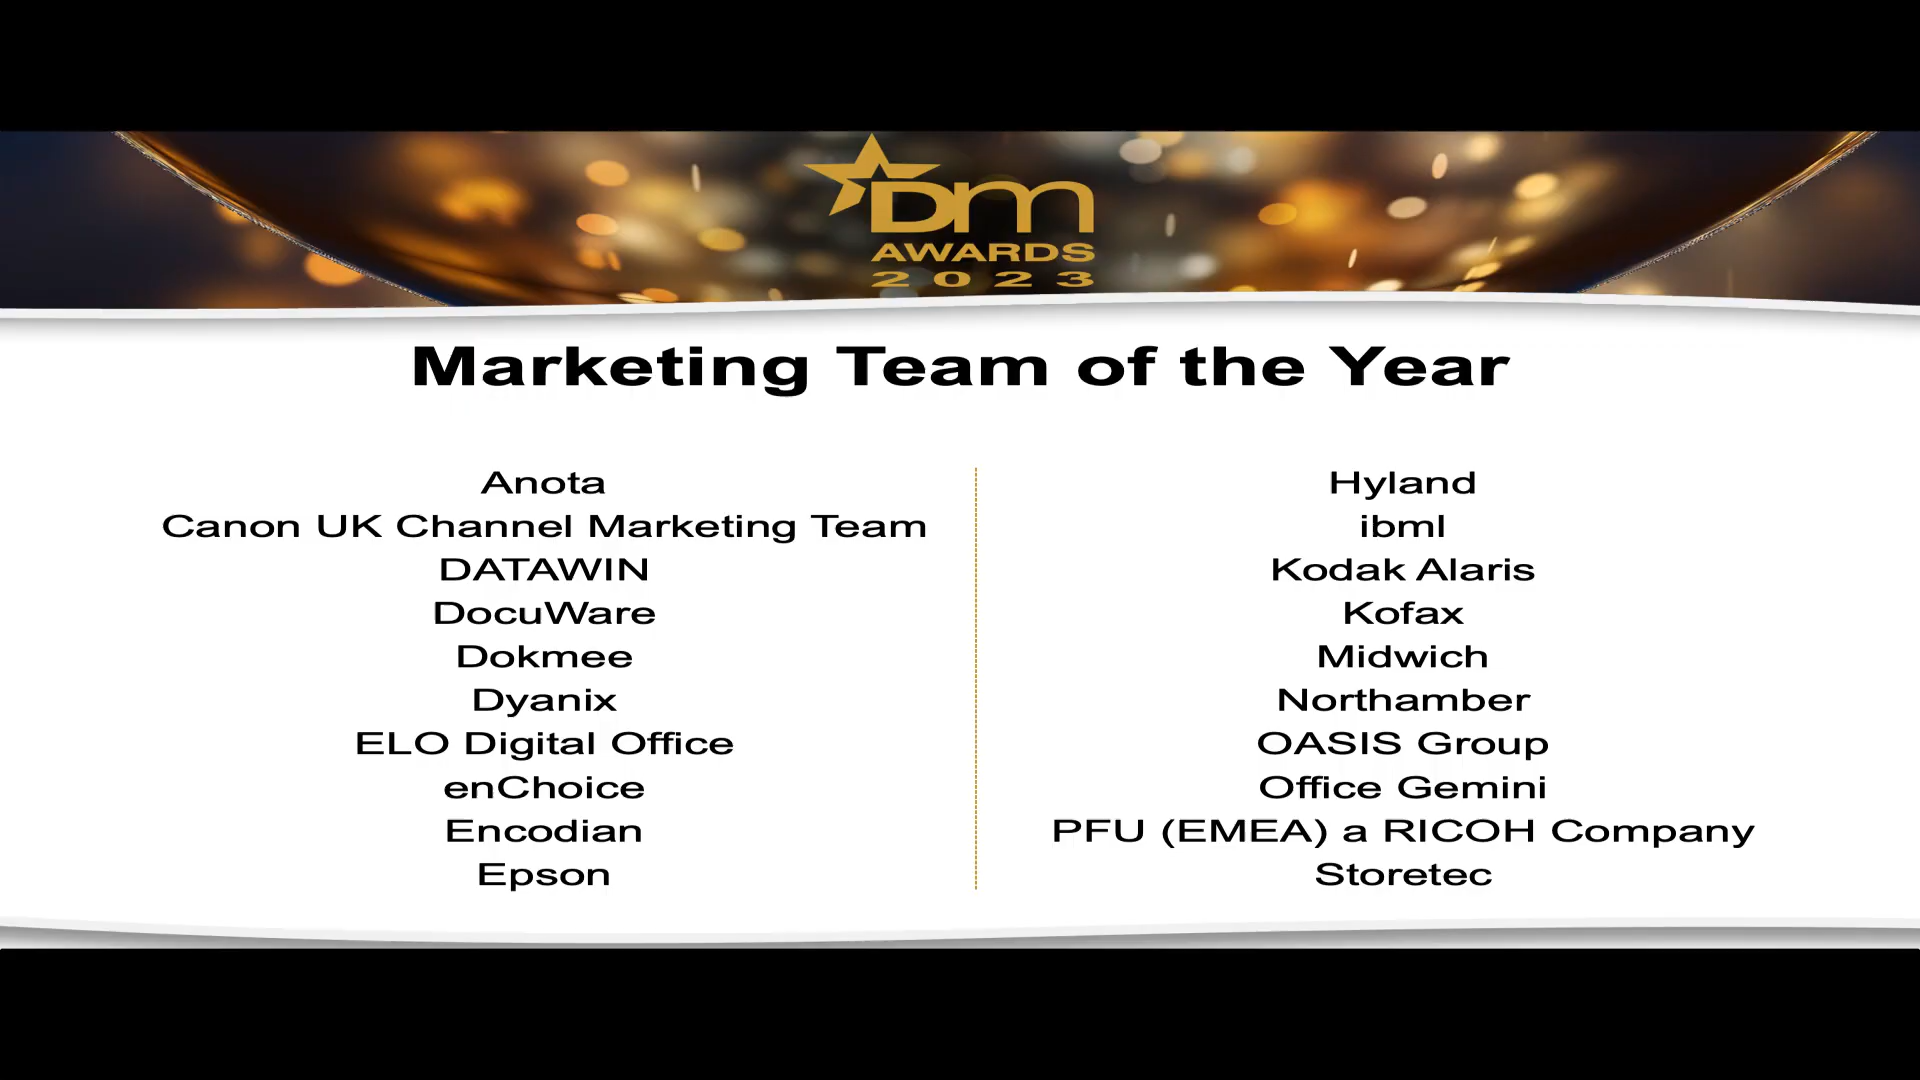 Dm
AWARDS
2023
Marketing Team of the Year
Anota
Canon UK Channel Marketing Team
DATAWIN
DocuWare
Dokmee
Dyanix
ELO Digital Office
enChoice
Encodian
Epson
Hyland
ibml
Kodak Alaris
Kofax
Midwich
Northamber
OASIS Group
Office Gemini
PFU (EMEA) a RICOH Company
Storetec